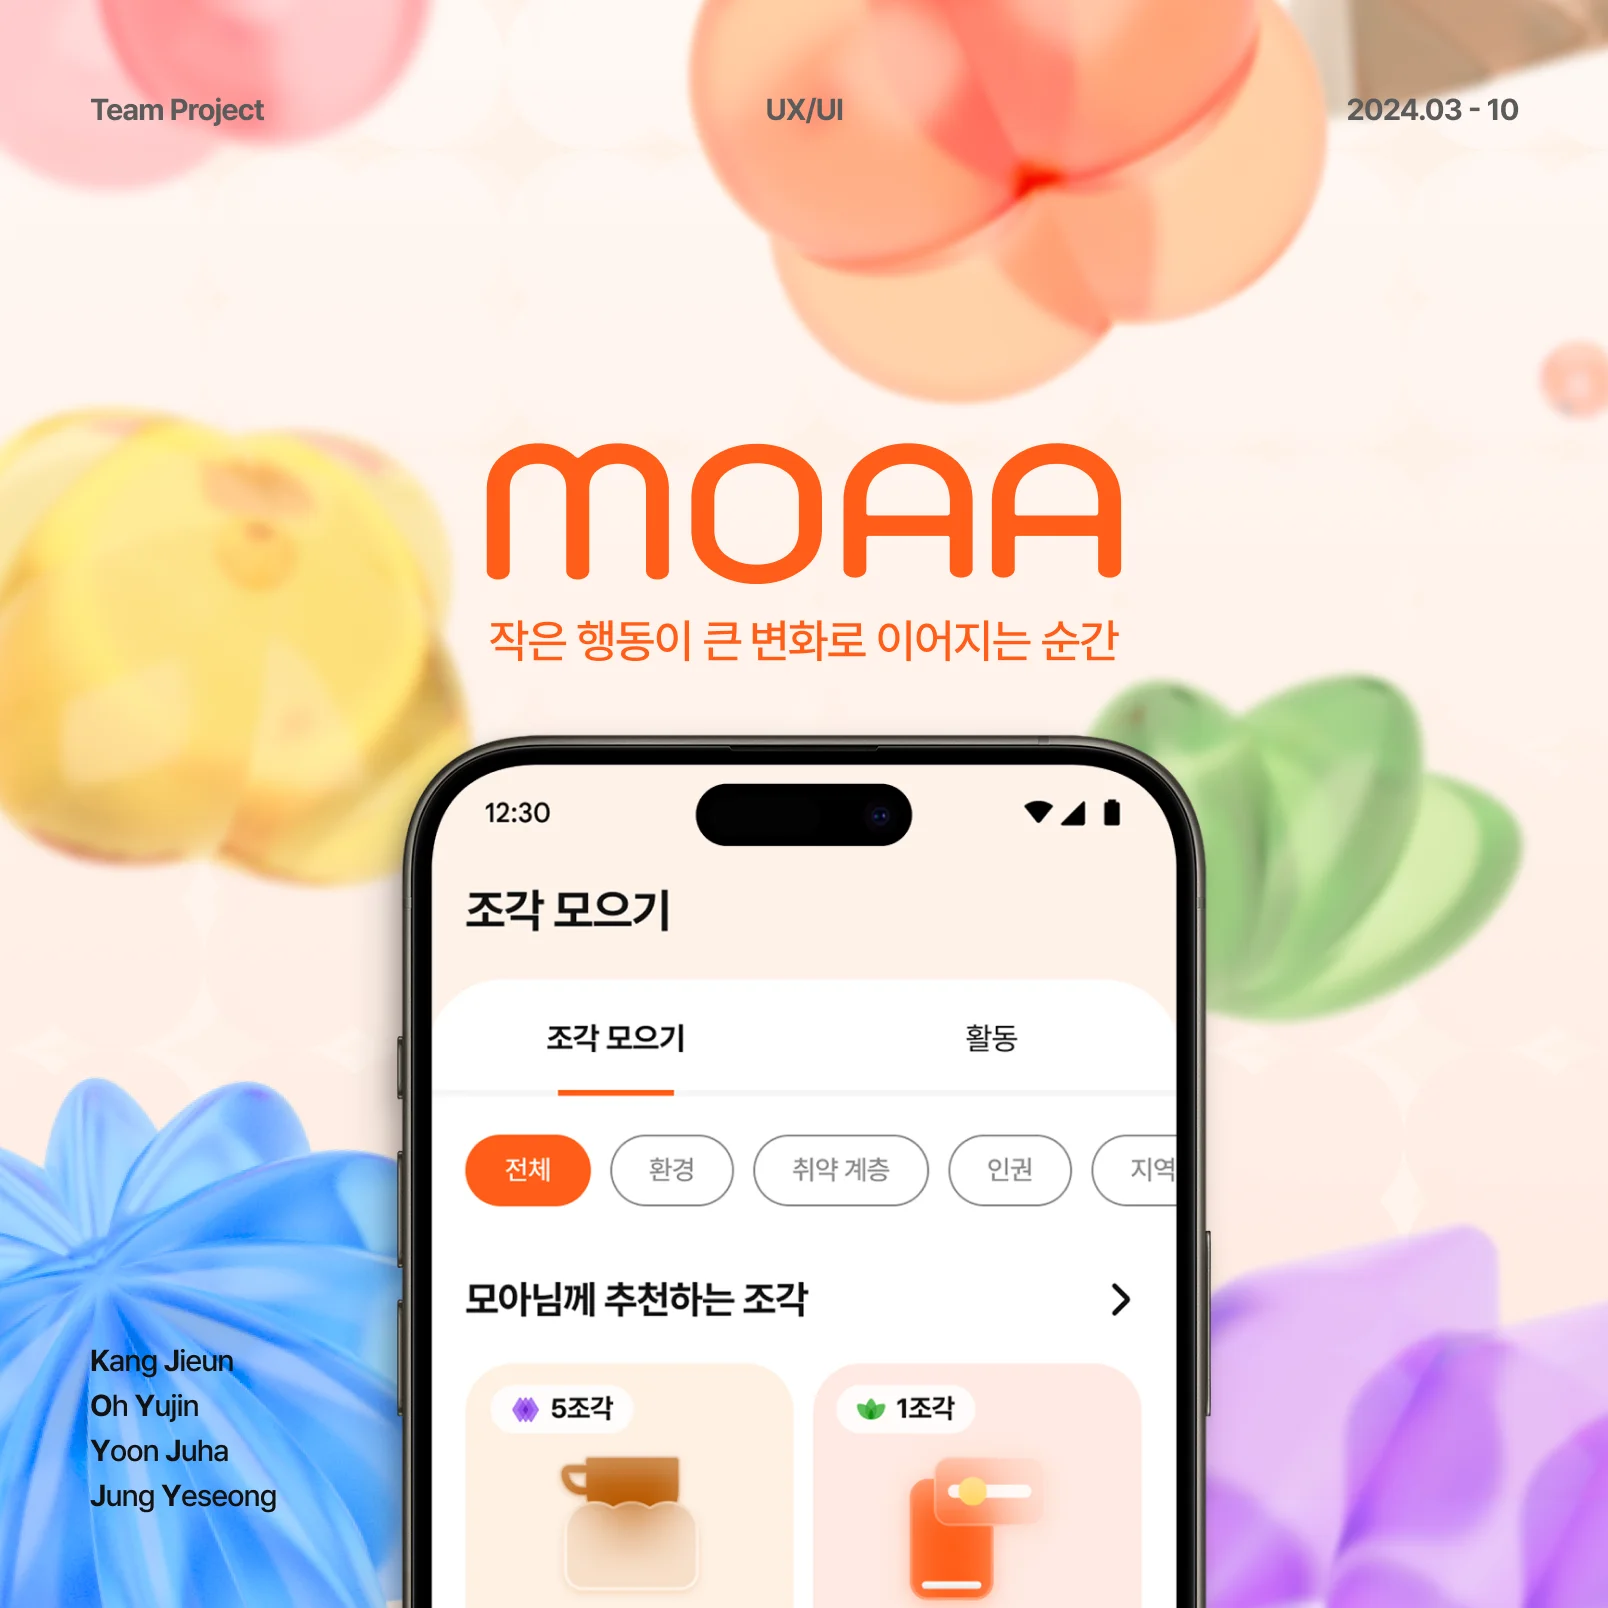 Team Project
UX/UI
2024.03 - 10
MOAA
작은 행동이 큰 변화로 이어지는 순간
12:30
조각 모으기
조각 모으기
활동
전체
환경
취약 계층
인권
지역
모아님께 추천하는 조각
5조각
1조각
Kang Jieun
Oh Yujin
Yoon Juha
Jung Yeseong